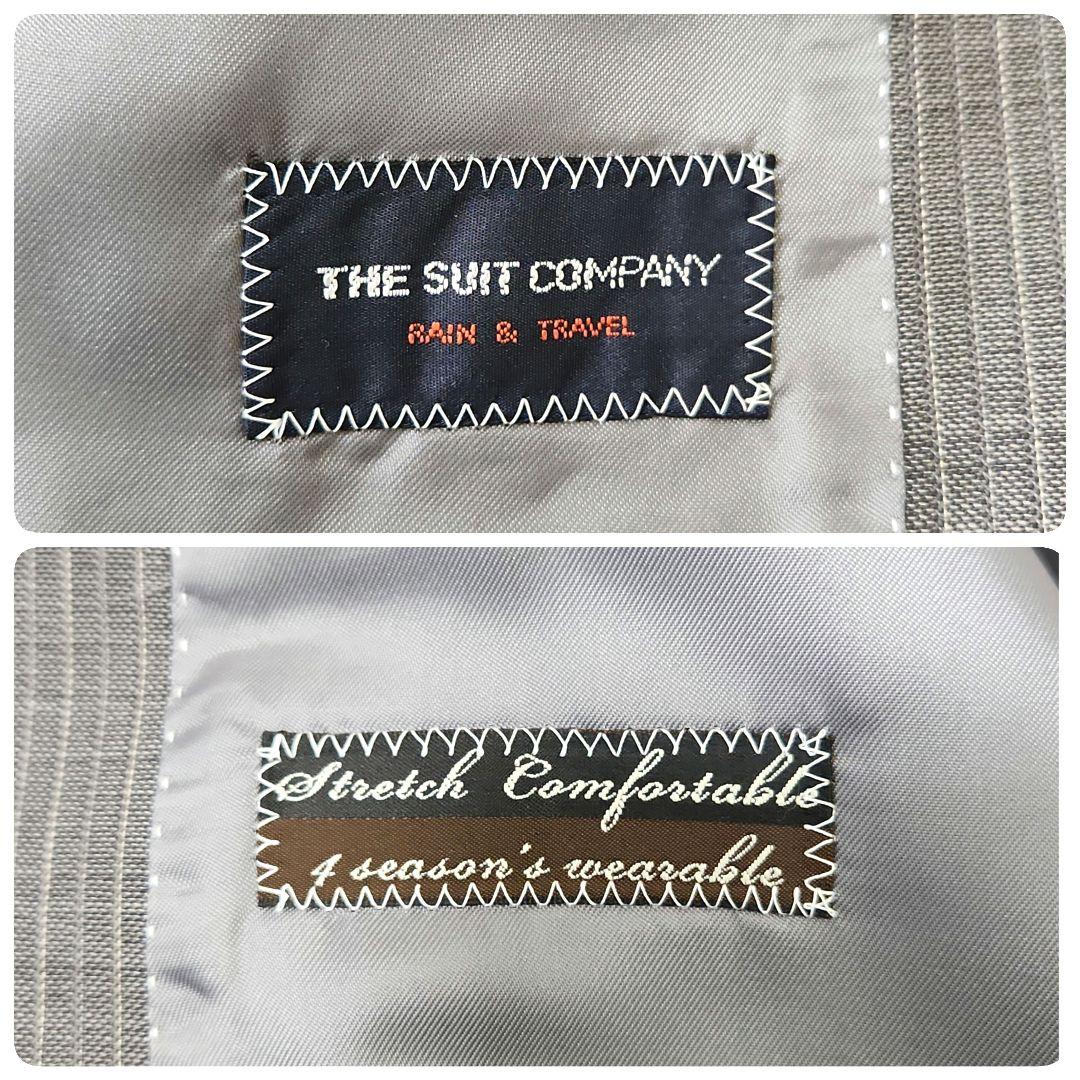 THE SUIT COMPANY
RAIN & TRAVEL
Stretch Comfortable
4 season's wearable